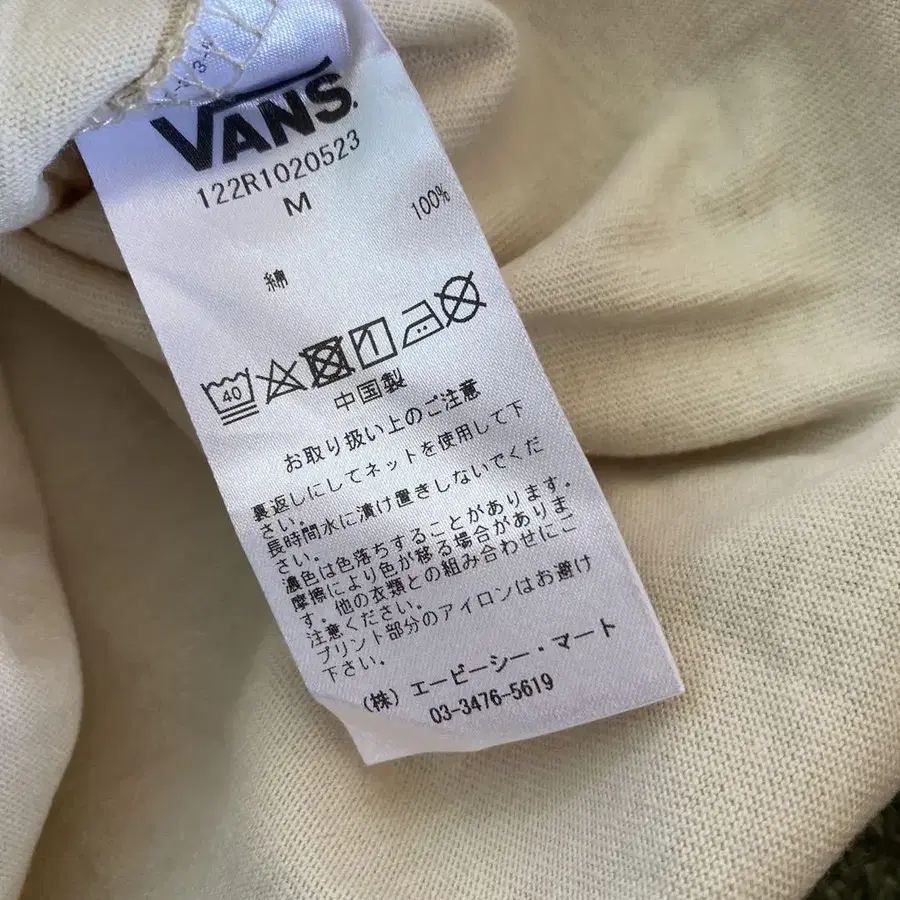 VANS
122R1020523
M
綿 100%
40
中国製
お取り扱い上のご注意
裏返しにしてネットを使用して下
さい。
長時間水に漬け置きしないでくだ
さい。
濃色は色落ちすることがあります。
摩擦により色が移る場合がありま
す。他の衣類との組み合わせにご
注意ください。
プリント部分のアイロンはお避け
下さい。
(株) エービーシー・マート
03-3476-5619